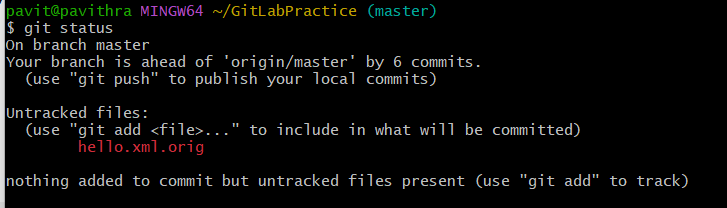 pavit@pavithra MINGW64 ~/GitLabPractice (master)
$ git status
On branch master
Your branch is ahead of 'origin/master' by 6 commits.
  (use "git push" to publish your local commits)

Untracked files:
  (use "git add <file>..." to include in what will be committed)
        hello.xml.orig

nothing added to commit but untracked files present (use "git add" to track)